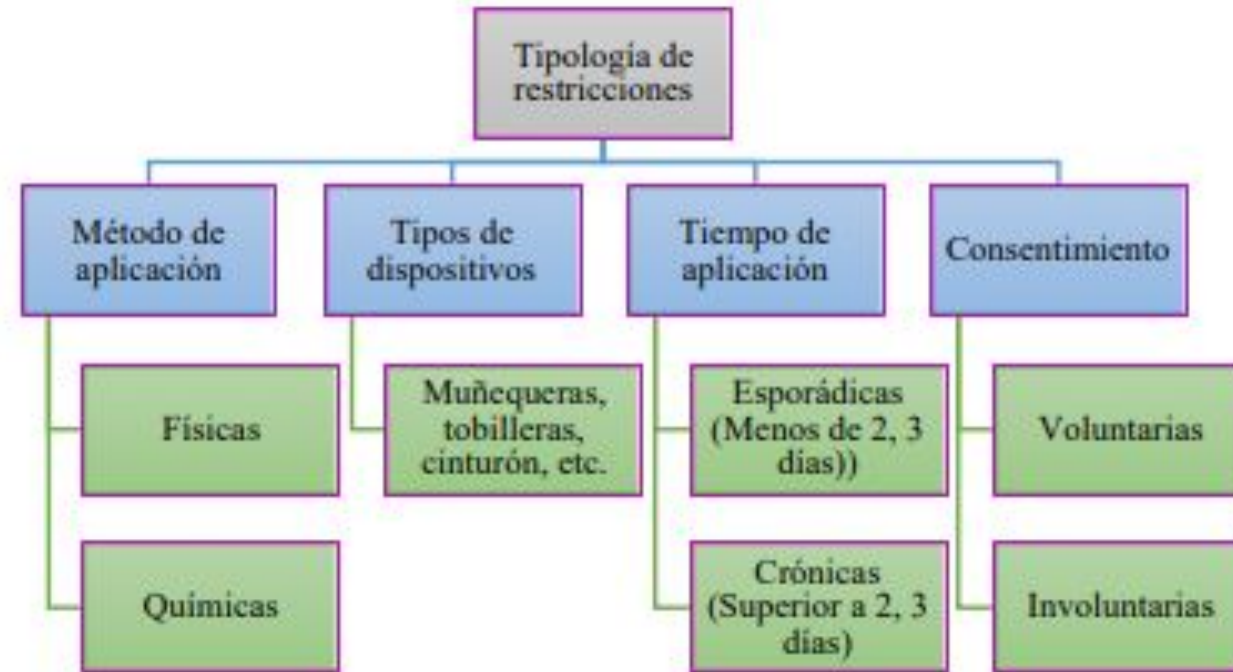 Tipología de
restricciones
Método de
aplicación
Tipos de
dispositivos
Tiempo de
aplicación
Consentimiento
Físicas
Muñequeras,
tobilleras,
cinturón, etc.
Esporádicas
(Menos de 2, 3
días))
Voluntarias
Químicas
Crónicas
(Superior a 2, 3
días)
Involuntarias